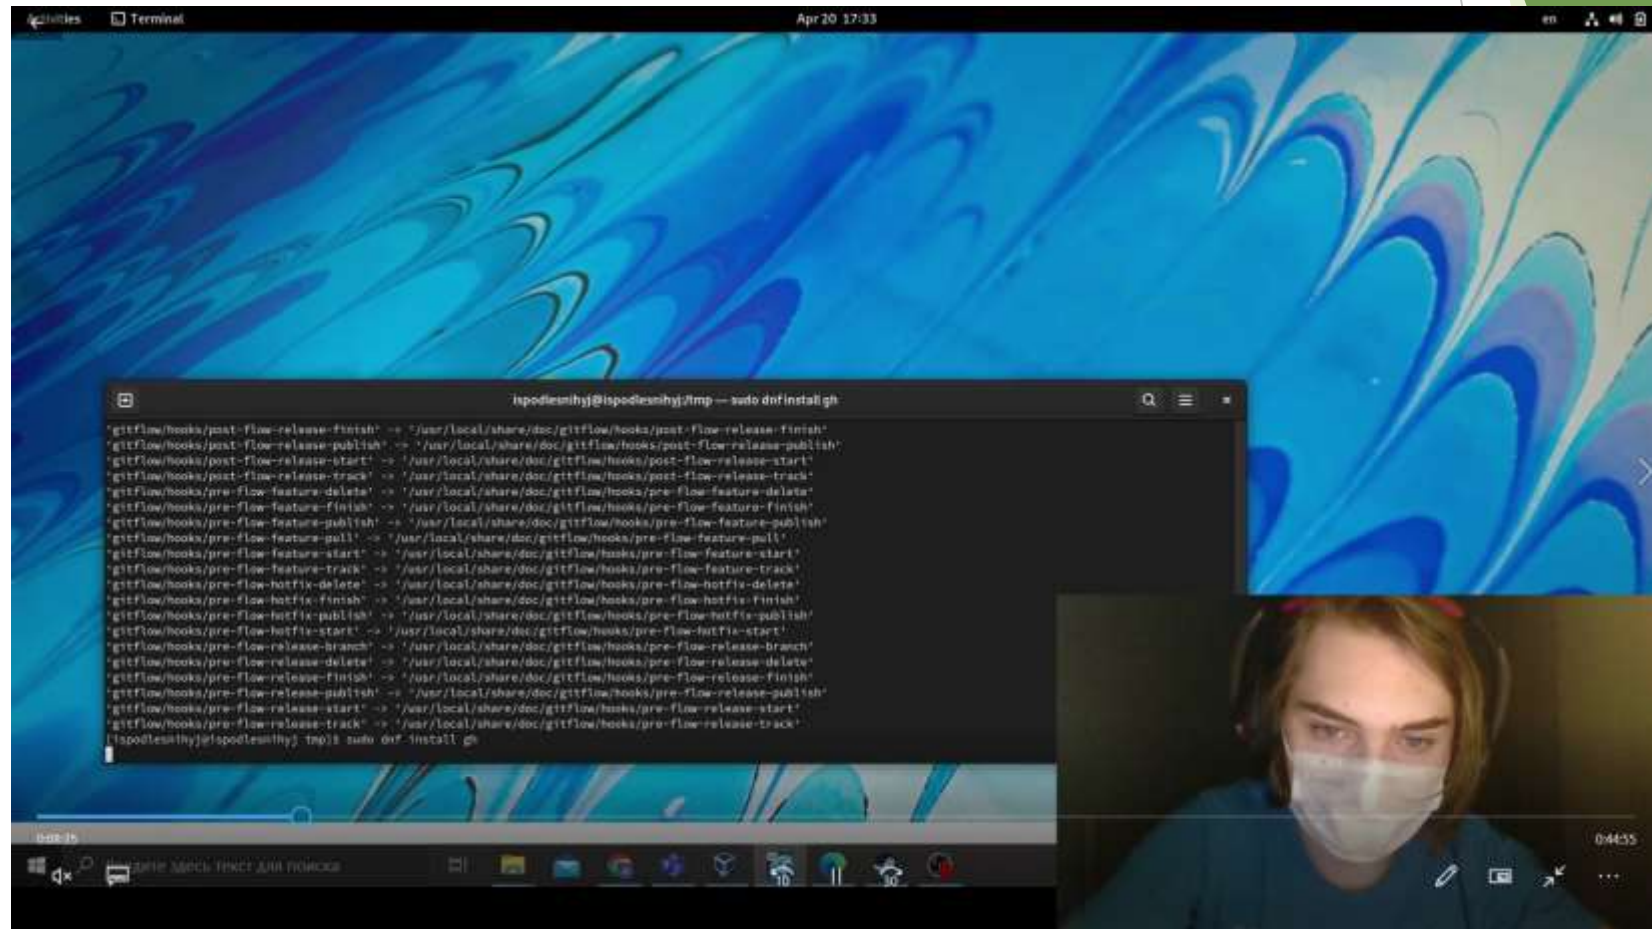 Activities Terminal Apr 20 17:33 en
ispodlesnihyj@ispodlesnihyj:/tmp — sudo dnf install gh
'gitflow/hooks/post-flow-release-finish' -> '/usr/local/share/doc/gitflow/hooks/post-flow-release-finish'
'gitflow/hooks/post-flow-release-publish' -> '/usr/local/share/doc/gitflow/hooks/post-flow-release-publish'
'gitflow/hooks/post-flow-release-start' -> '/usr/local/share/doc/gitflow/hooks/post-flow-release-start'
'gitflow/hooks/post-flow-release-track' -> '/usr/local/share/doc/gitflow/hooks/post-flow-release-track'
'gitflow/hooks/pre-flow-feature-delete' -> '/usr/local/share/doc/gitflow/hooks/pre-flow-feature-delete'
'gitflow/hooks/pre-flow-feature-finish' -> '/usr/local/share/doc/gitflow/hooks/pre-flow-feature-finish'
'gitflow/hooks/pre-flow-feature-publish' -> '/usr/local/share/doc/gitflow/hooks/pre-flow-feature-publish'
'gitflow/hooks/pre-flow-feature-pull' -> '/usr/local/share/doc/gitflow/hooks/pre-flow-feature-pull'
'gitflow/hooks/pre-flow-feature-start' -> '/usr/local/share/doc/gitflow/hooks/pre-flow-feature-start'
'gitflow/hooks/pre-flow-feature-track' -> '/usr/local/share/doc/gitflow/hooks/pre-flow-feature-track'
'gitflow/hooks/pre-flow-hotfix-delete' -> '/usr/local/share/doc/gitflow/hooks/pre-flow-hotfix-delete'
'gitflow/hooks/pre-flow-hotfix-finish' -> '/usr/local/share/doc/gitflow/hooks/pre-flow-hotfix-finish'
'gitflow/hooks/pre-flow-hotfix-publish' -> '/usr/local/share/doc/gitflow/hooks/pre-flow-hotfix-publish'
'gitflow/hooks/pre-flow-hotfix-start' -> '/usr/local/share/doc/gitflow/hooks/pre-flow-hotfix-start'
'gitflow/hooks/pre-flow-release-branch' -> '/usr/local/share/doc/gitflow/hooks/pre-flow-release-branch'
'gitflow/hooks/pre-flow-release-delete' -> '/usr/local/share/doc/gitflow/hooks/pre-flow-release-delete'
'gitflow/hooks/pre-flow-release-finish' -> '/usr/local/share/doc/gitflow/hooks/pre-flow-release-finish'
'gitflow/hooks/pre-flow-release-publish' -> '/usr/local/share/doc/gitflow/hooks/pre-flow-release-publish'
'gitflow/hooks/pre-flow-release-start' -> '/usr/local/share/doc/gitflow/hooks/pre-flow-release-start'
'gitflow/hooks/pre-flow-release-track' -> '/usr/local/share/doc/gitflow/hooks/pre-flow-release-track'
[ispodlesnihyj@ispodlesnihyj tmp]$ sudo dnf install gh
0:44:55
здесь текст для поиска
10 30